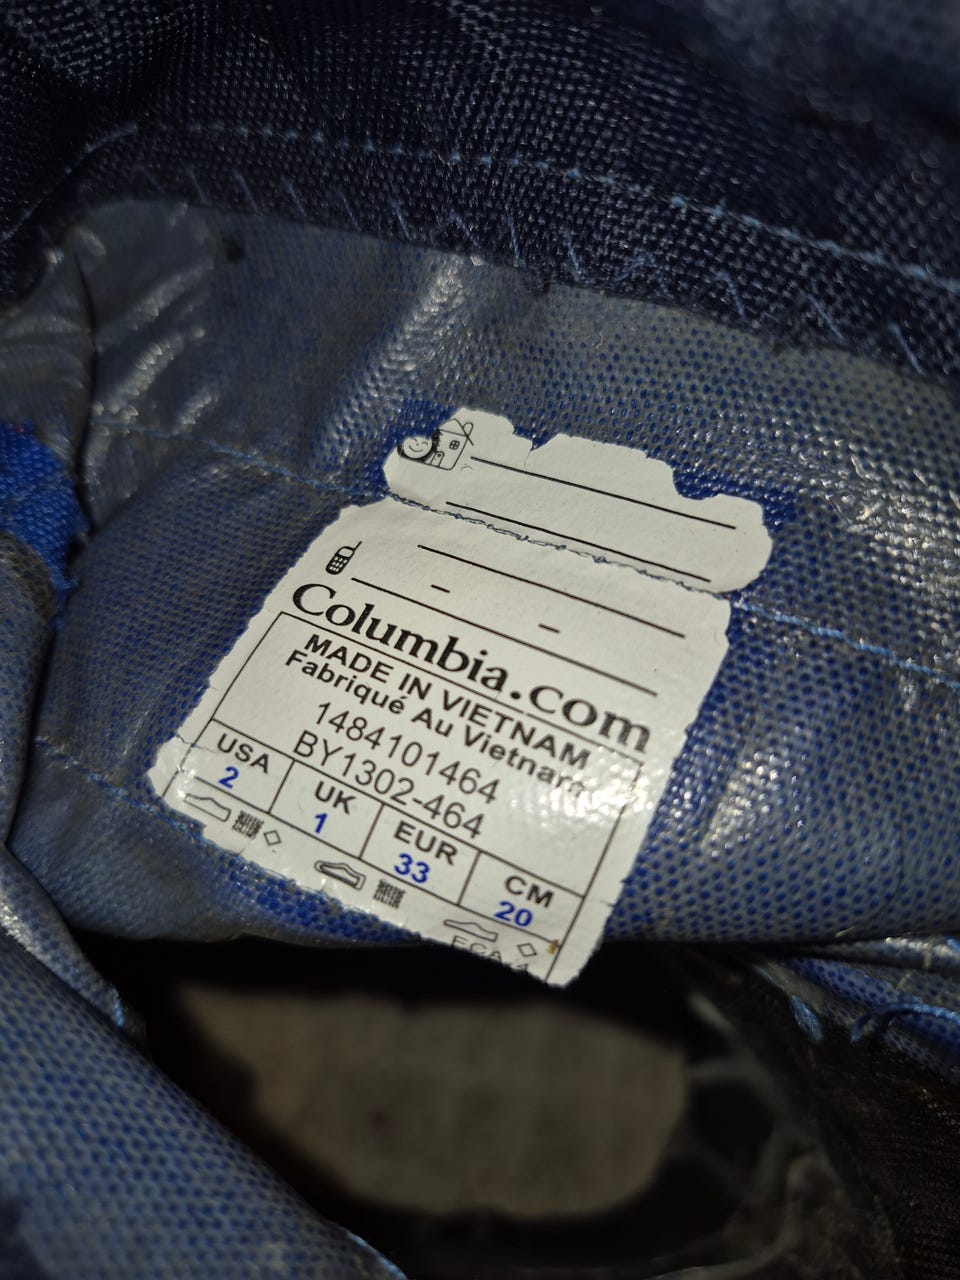 Columbia.com
MADE IN VIETNAM
Fabriqué Au Vietnam
1484101464
BY1302-464
USA UK EUR CM
2 1 33 20